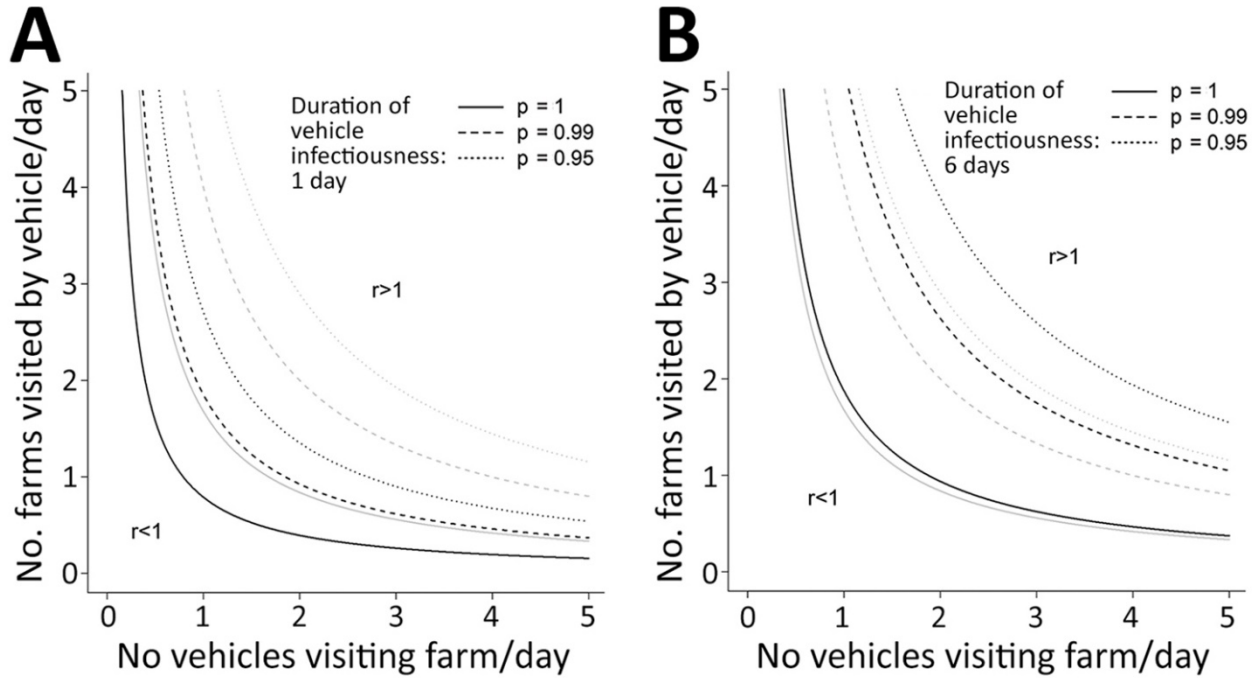 A
No. farms visited by vehicle/day
5
4
3
2
1
0
Duration of
vehicle
infectiousness:
1 day
p = 1
p = 0.99
p = 0.95
r>1
r<1
0 1 2 3 4 5
No vehicles visiting farm/day
B
No. farms visited by vehicle/day
5
4
3
2
1
0
Duration of
vehicle
infectiousness:
6 days
p = 1
p = 0.99
p = 0.95
r>1
r<1
0 1 2 3 4 5
No vehicles visiting farm/day